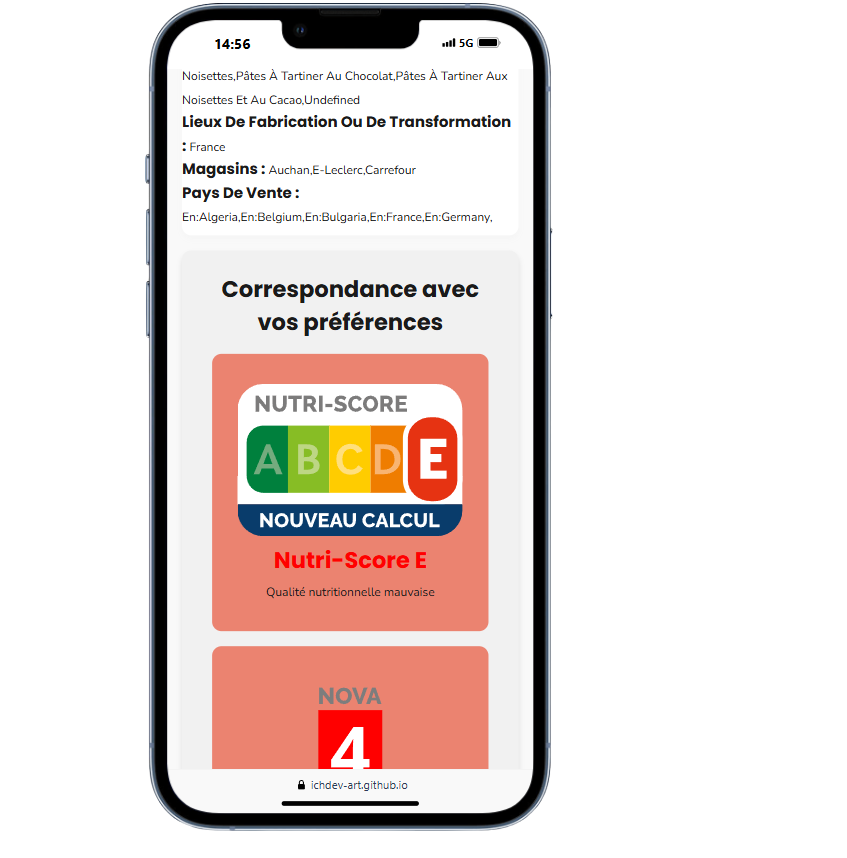 14:56
5G
Noisettes,Pâtes À Tartiner Au Chocolat,Pâtes À Tartiner Aux
Noisettes Et Au Cacao,Undefined
Lieux De Fabrication Ou De Transformation
: France
Magasins : Auchan,E-Leclerc,Carrefour
Pays De Vente :
En:Algeria,En:Belgium,En:Bulgaria,En:France,En:Germany,
Correspondance avec
vos préférences
NUTRI-SCORE
A B C D E
NOUVEAU CALCUL
Nutri-Score E
Qualité nutritionnelle mauvaise
NOVA
4
ichdev-art.github.io